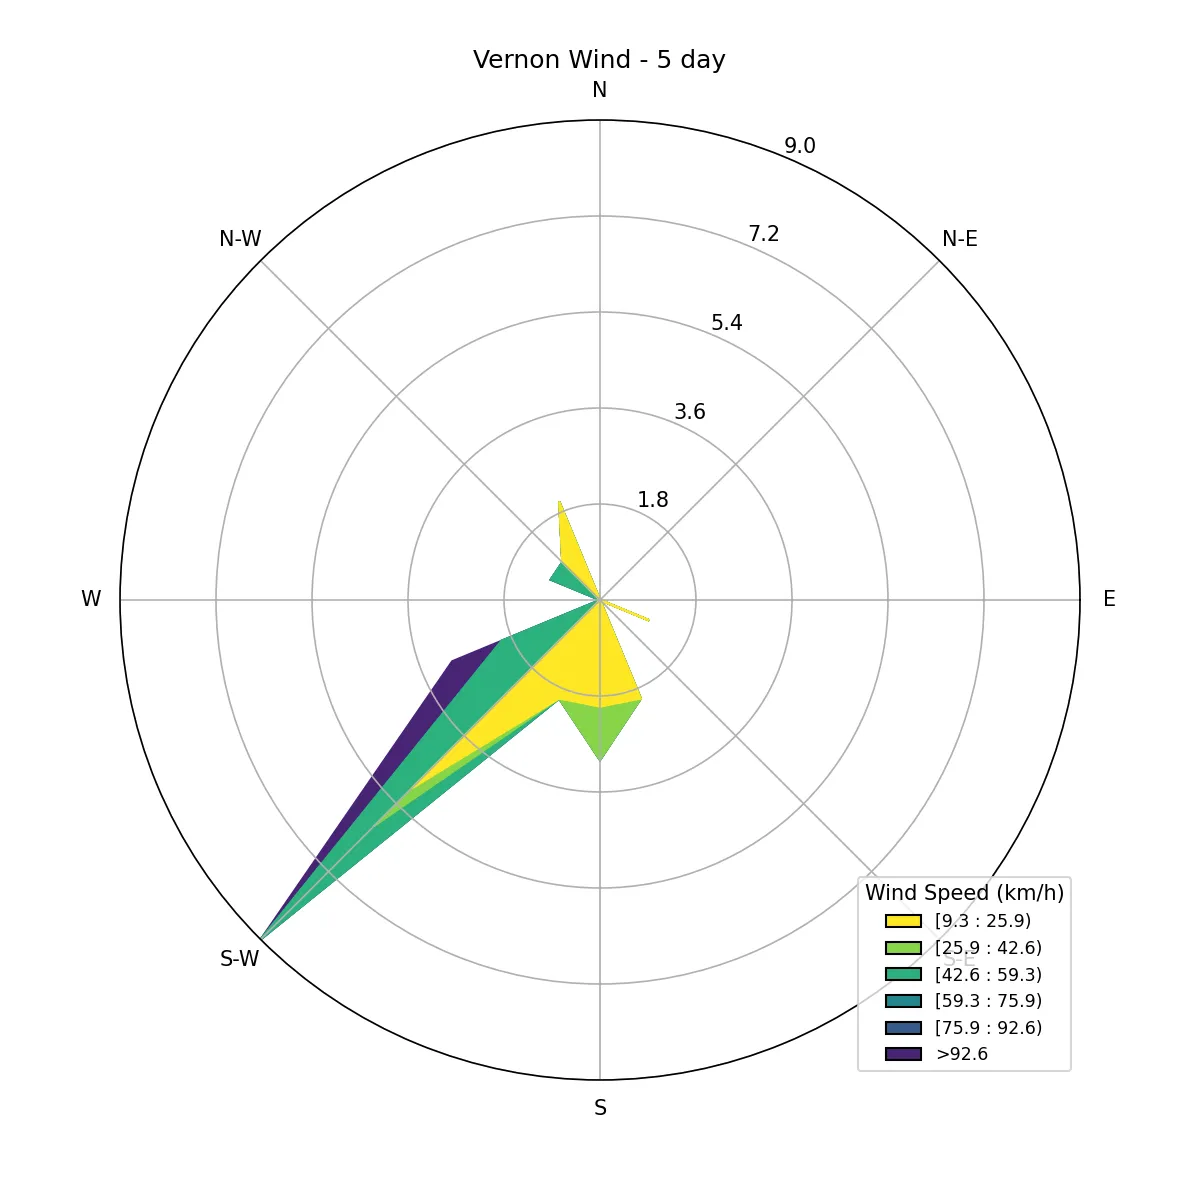 Vernon Wind - 5 day
N
9.0
N-W
N-E
7.2
5.4
3.6
1.8
W
E
S-W
S-E
Wind Speed (km/h)
[9.3 : 25.9)
[25.9 : 42.6)
[42.6 : 59.3)
[59.3 : 75.9)
[75.9 : 92.6)
>92.6
S